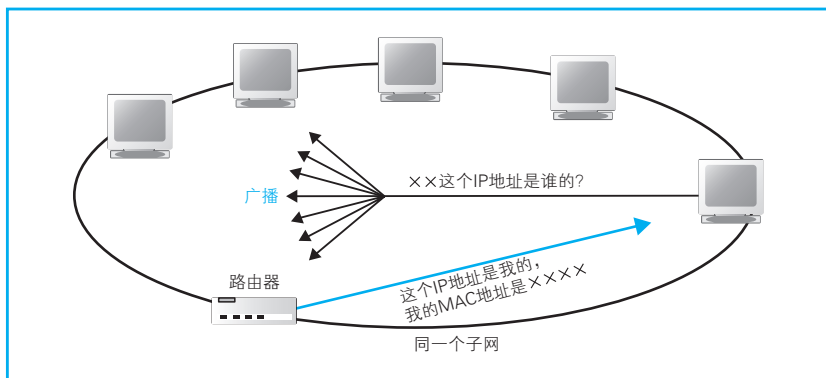 ××这个IP地址是谁的?
广播
路由器
这个IP地址是我的，
我的MAC地址是××××
同一个子网